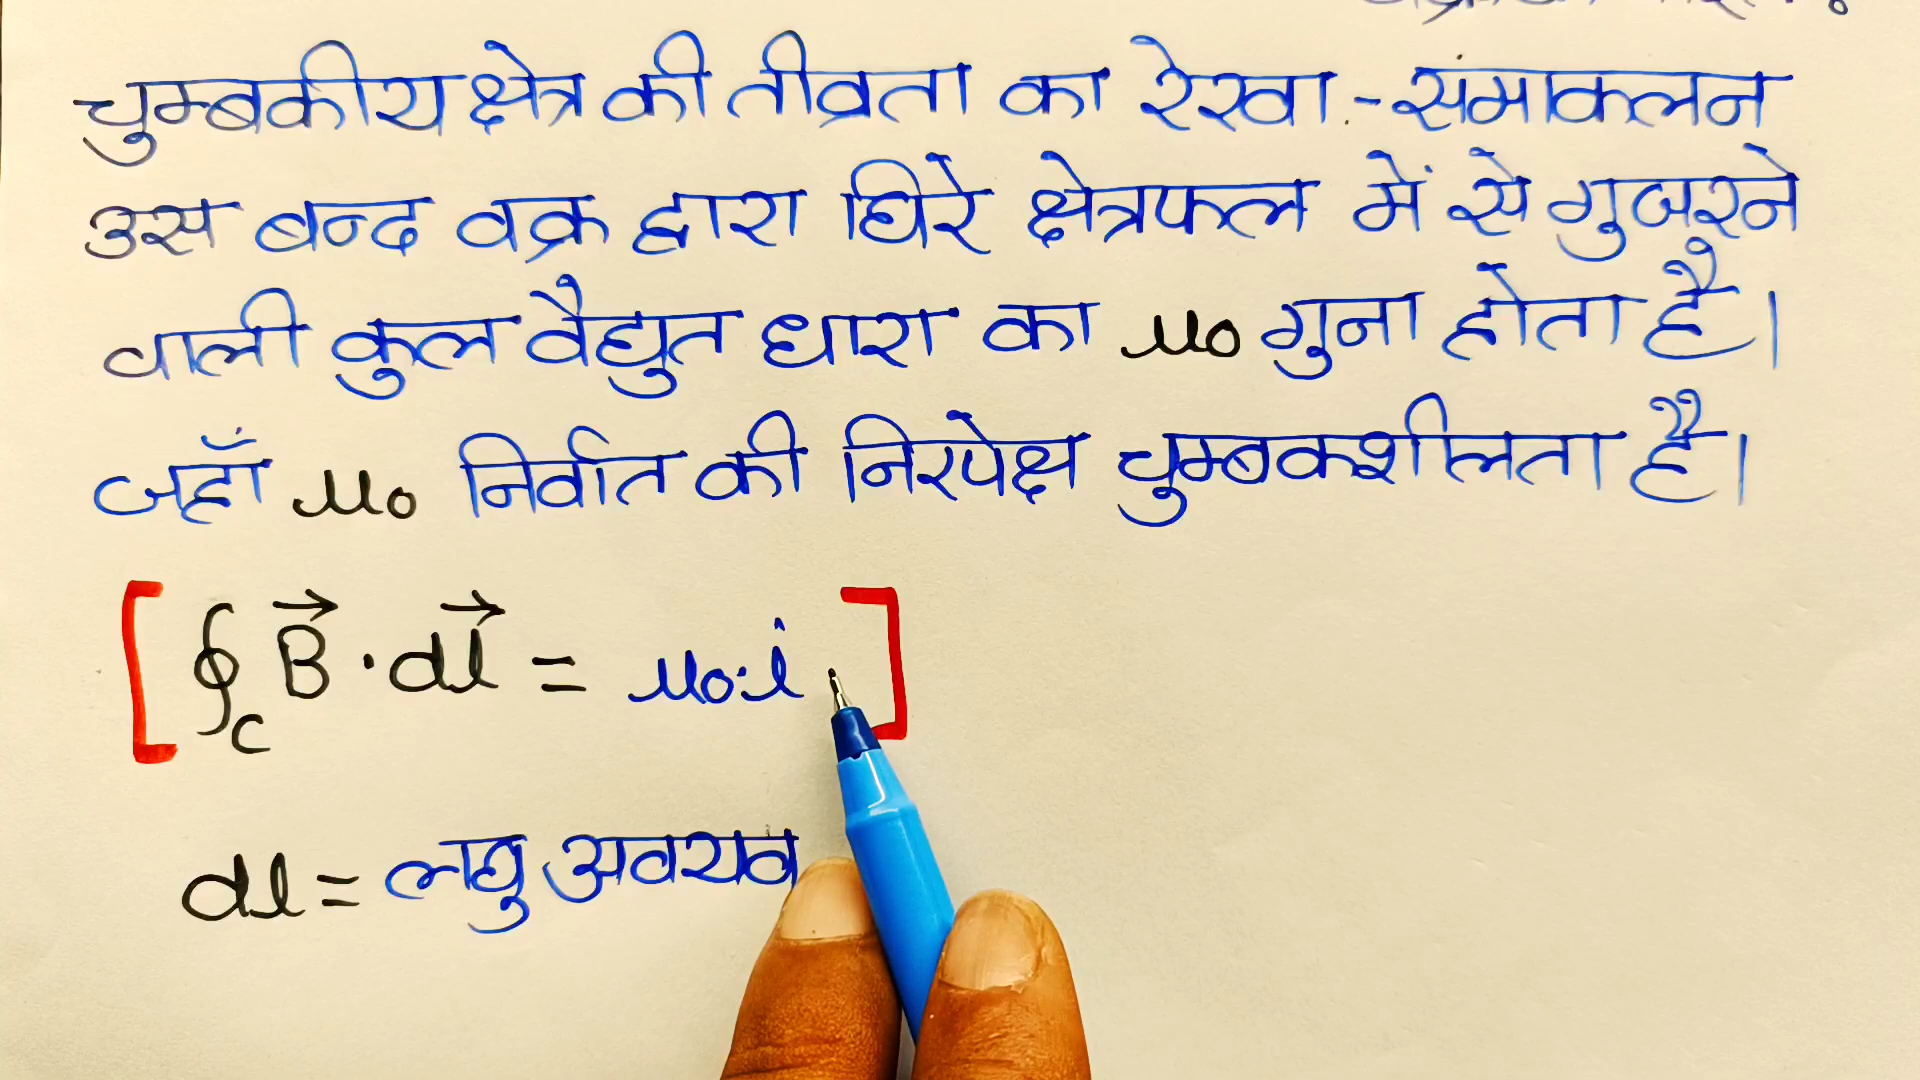 चुम्बकीय क्षेत्र की तीव्रता का रेखा-समाकलन
उस बन्द वक्र द्वारा घिरे क्षेत्रफल में से गुजरने
वाली कुल वैद्युत धारा का μ₀ गुना होता है।
जहाँ μ₀ निर्वात की निरपेक्ष चुम्बकशीलता है।
[∮_C B⃗ · dl⃗ = μ₀·i]
dl = लघु अवयव